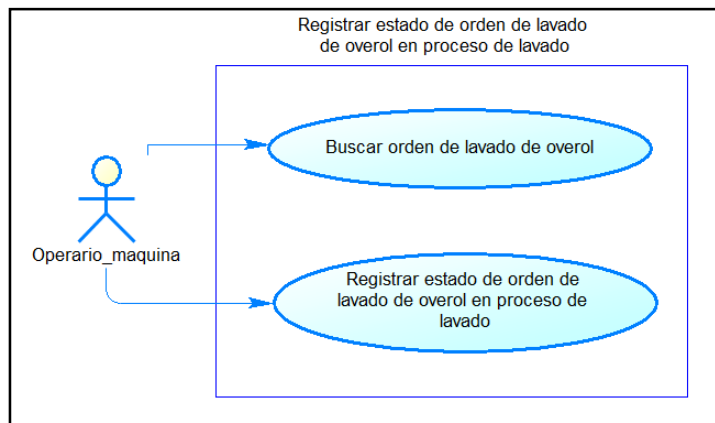 Registrar estado de orden de lavado
de overol en proceso de lavado
Buscar orden de lavado de overol
Operario_maquina
Registrar estado de orden de
lavado de overol en proceso de
lavado